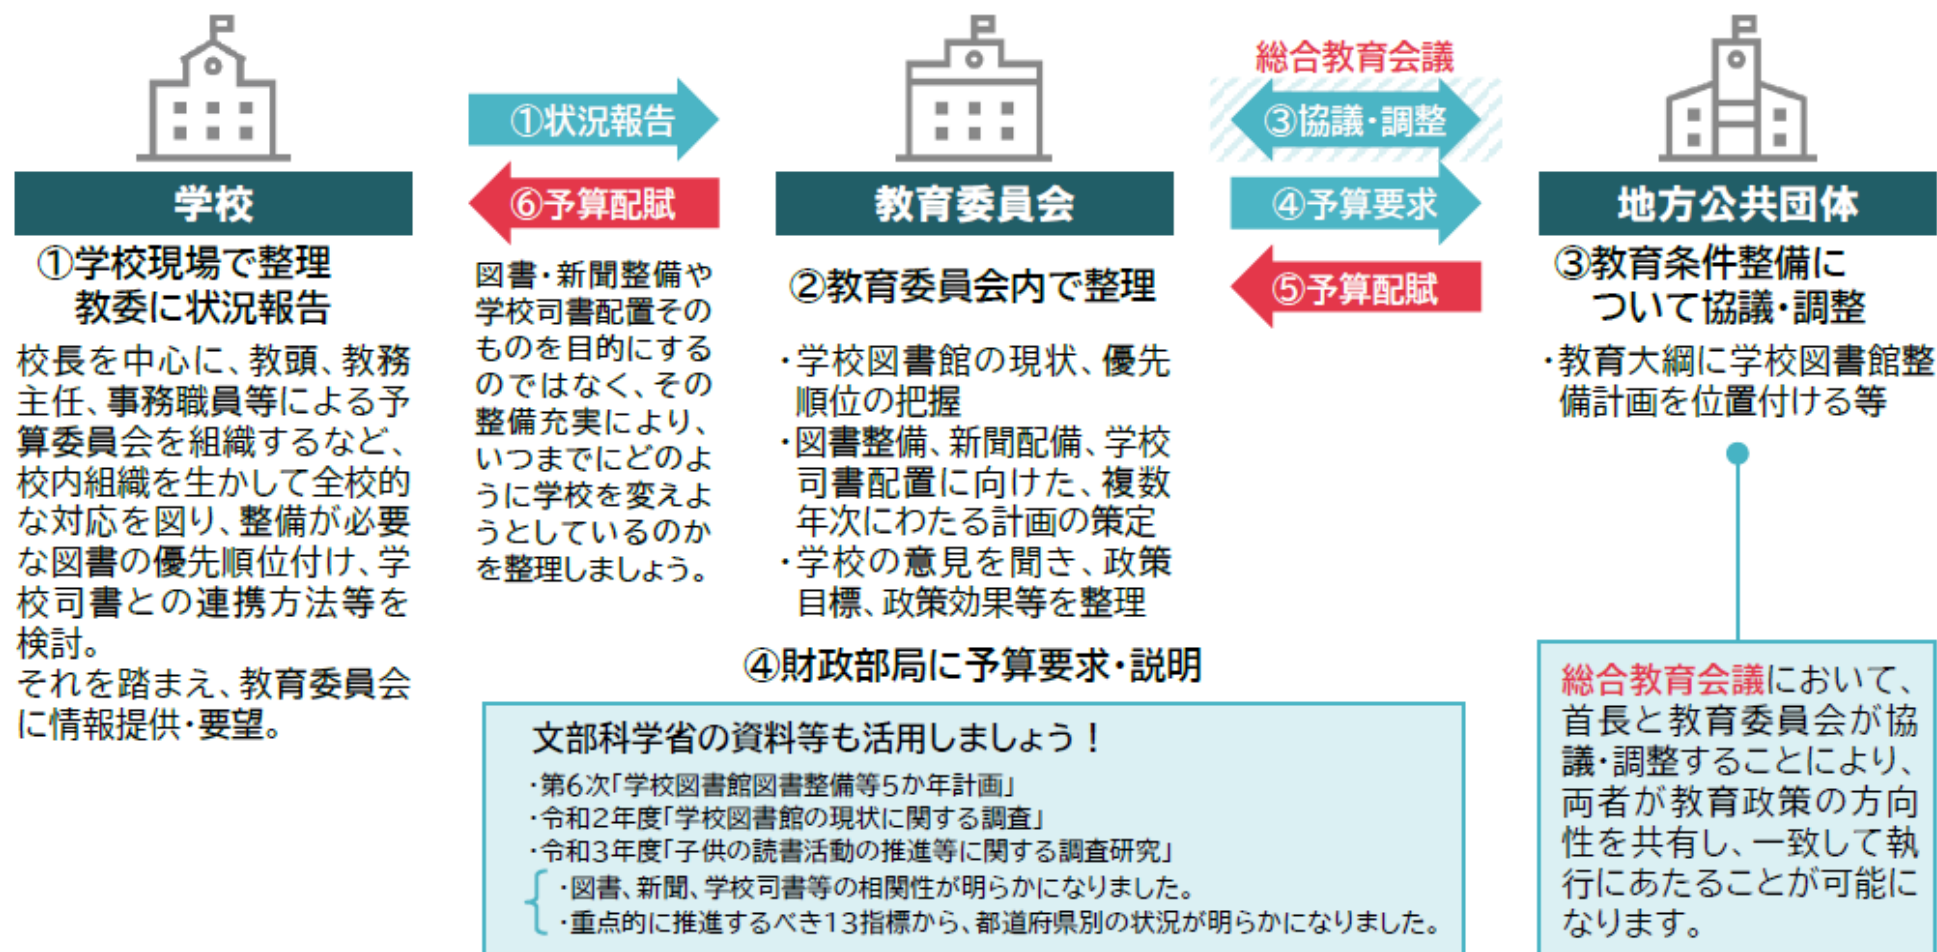 ①状況報告
⑥予算配賦
総合教育会議
③協議・調整
④予算要求
⑤予算配賦
学校
①学校現場で整理
教委に状況報告
校長を中心に、教頭、教務
主任、事務職員等による予
算委員会を組織するなど、
校内組織を生かして全校的
な対応を図り、整備が必要
な図書の優先順位付け、学
校司書との連携方法等を
検討。
それを踏まえ、教育委員会
に情報提供・要望。
図書・新聞整備や
学校司書配置その
ものを目的にする
のではなく、その
整備充実により、
いつまでにどのよ
うに学校を変えよ
うとしているのか
を整理しましょう。
教育委員会
②教育委員会内で整理
・学校図書館の現状、優先
順位の把握
・図書整備、新聞配備、学校
司書配置に向けた、複数
年次にわたる計画の策定
・学校の意見を聞き、政策
目標、政策効果等を整理
地方公共団体
③教育条件整備に
ついて協議・調整
・教育大綱に学校図書館整
備計画を位置付ける等
④財政部局に予算要求・説明
文部科学省の資料等も活用しましょう！
・第6次「学校図書館図書整備等5か年計画」
・令和2年度「学校図書館の現状に関する調査」
・令和3年度「子供の読書活動の推進等に関する調査研究」
・図書、新聞、学校司書等の相関性が明らかになりました。
・重点的に推進するべき13指標から、都道府県別の状況が明らかになりました。
総合教育会議において、
首長と教育委員会が協
議・調整することにより、
両者が教育政策の方向
性を共有し、一致して執
行にあたることが可能に
なります。